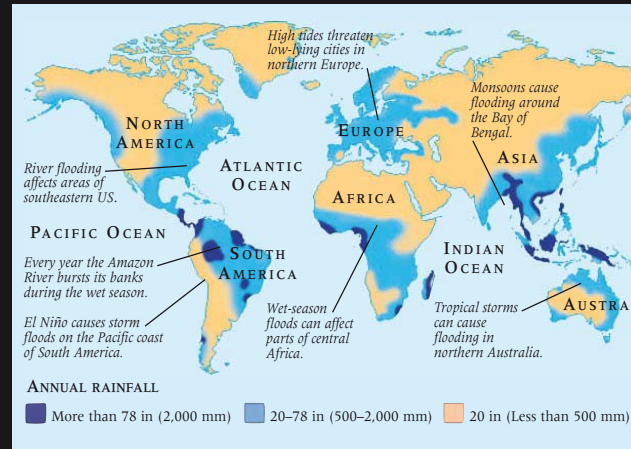 High tides threaten
low-lying cities in
northern Europe.
Monsoons cause
flooding around
the Bay of
Bengal.
NORTH
AMERICA
EUROPE
ASIA
River flooding
affects areas of
southeastern US.
ATLANTIC
OCEAN
AFRICA
PACIFIC OCEAN
INDIAN
OCEAN
SOUTH
AMERICA
Every year the Amazon
River bursts its banks
during the wet season.
AUSTRA
El Niño causes storm
floods on the Pacific coast
of South America.
Wet-season
floods can affect
parts of central
Africa.
Tropical storms
can cause
flooding in
northern Australia.
ANNUAL RAINFALL
More than 78 in (2,000 mm) 20–78 in (500–2,000 mm) 20 in (Less than 500 mm)